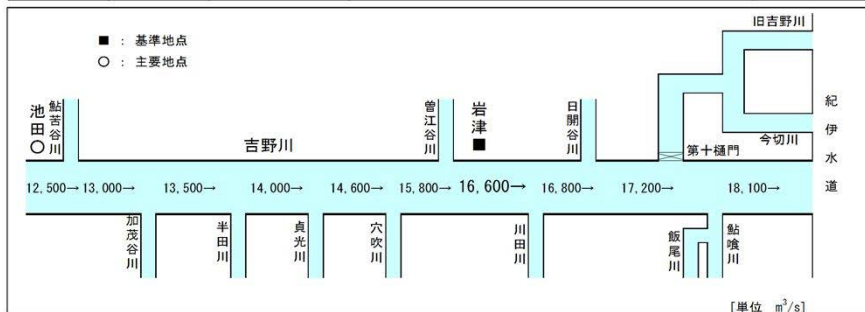 ■ : 基準地点
○ : 主要地点
旧吉野川
池田○
鮎苦谷川
吉野川
曽江谷川
岩津■
日開谷川
第十樋門
今切川
紀伊水道
12,500→13,000→ 13,500→ 14,000→ 14,600→ 15,800→ 16,600→ 16,800→ 17,200→ 18,100→
加茂谷川
半田川
貞光川
穴吹川
川田川
飯尾川
鮎喰川
[単位 m³/s]